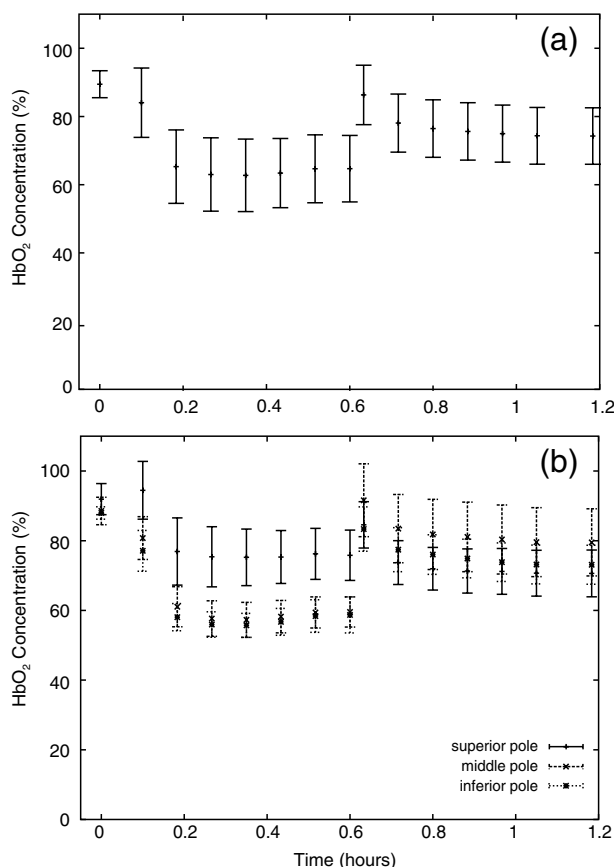 (a)
HbO2 Concentration (%)
100
80
60
40
20
0
0 0.2 0.4 0.6 0.8 1 1.2
(b)
HbO2 Concentration (%)
100
80
60
40
20
0
superior pole
middle pole
inferior pole
0 0.2 0.4 0.6 0.8 1 1.2
Time (hours)